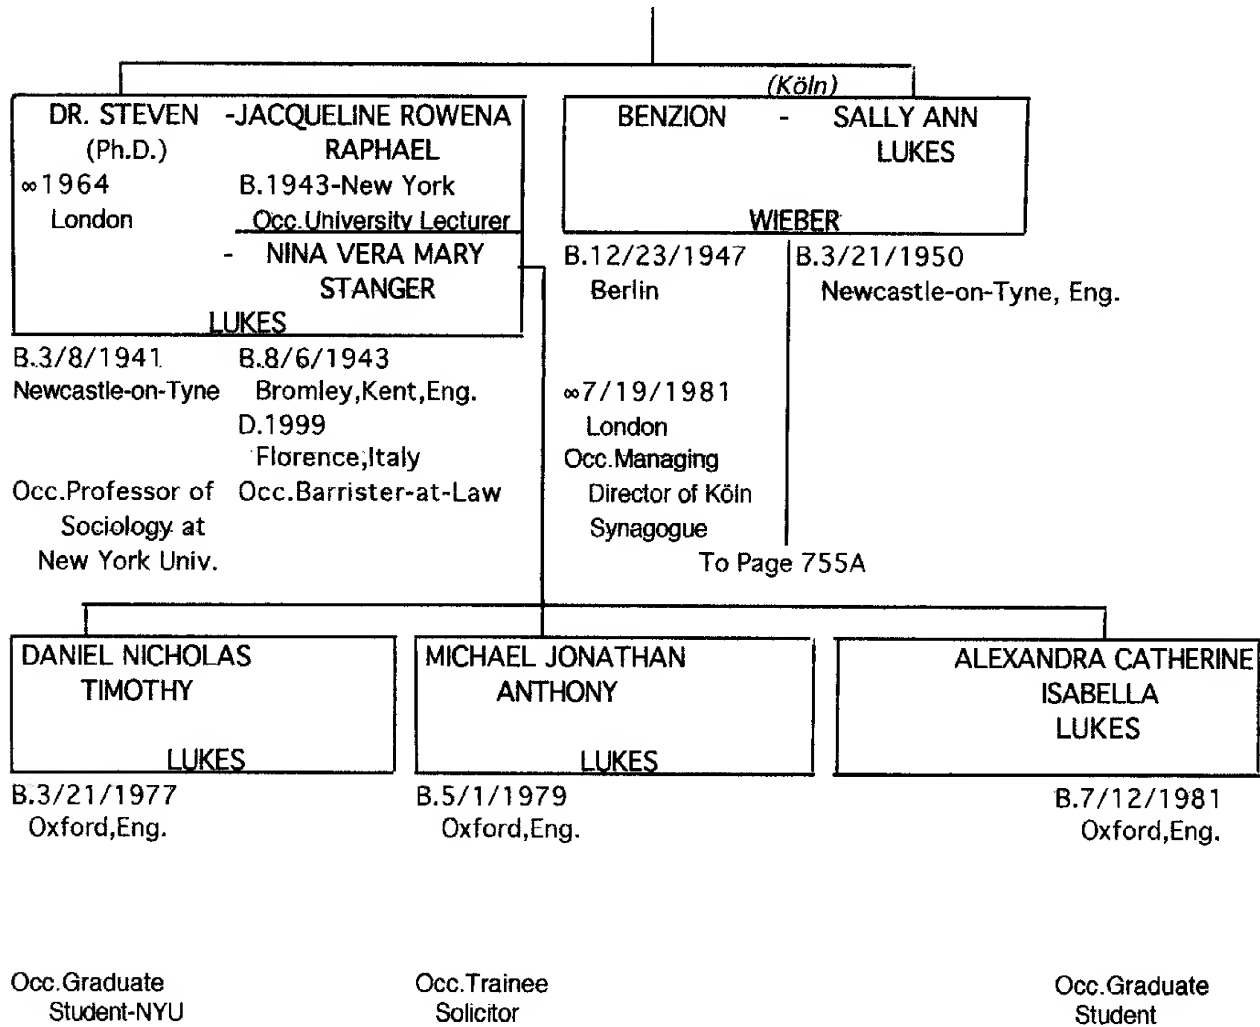 (Köln)
DR. STEVEN -JACQUELINE ROWENA
(Ph.D.) RAPHAEL
∞1964 B.1943-New York
London Occ.University Lecturer
- NINA VERA MARY
STANGER
LUKES
B.3/8/1941 B.8/6/1943
Newcastle-on-Tyne Bromley,Kent,Eng.
D.1999
Florence,Italy
Occ.Professor of Occ.Barrister-at-Law
Sociology at
New York Univ.
BENZION - SALLY ANN
LUKES
WIEBER
B.12/23/1947 B.3/21/1950
Berlin Newcastle-on-Tyne, Eng.
∞7/19/1981
London
Occ.Managing
Director of Köln
Synagogue
To Page 755A
DANIEL NICHOLAS
TIMOTHY
LUKES
B.3/21/1977
Oxford,Eng.
Occ.Graduate
Student-NYU
MICHAEL JONATHAN
ANTHONY
LUKES
B.5/1/1979
Oxford,Eng.
Occ.Trainee
Solicitor
ALEXANDRA CATHERINE
ISABELLA
LUKES
B.7/12/1981
Oxford,Eng.
Occ.Graduate
Student